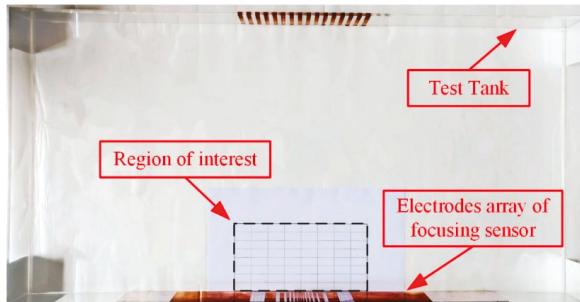 Test Tank
Region of interest
Electrodes array of
focusing sensor